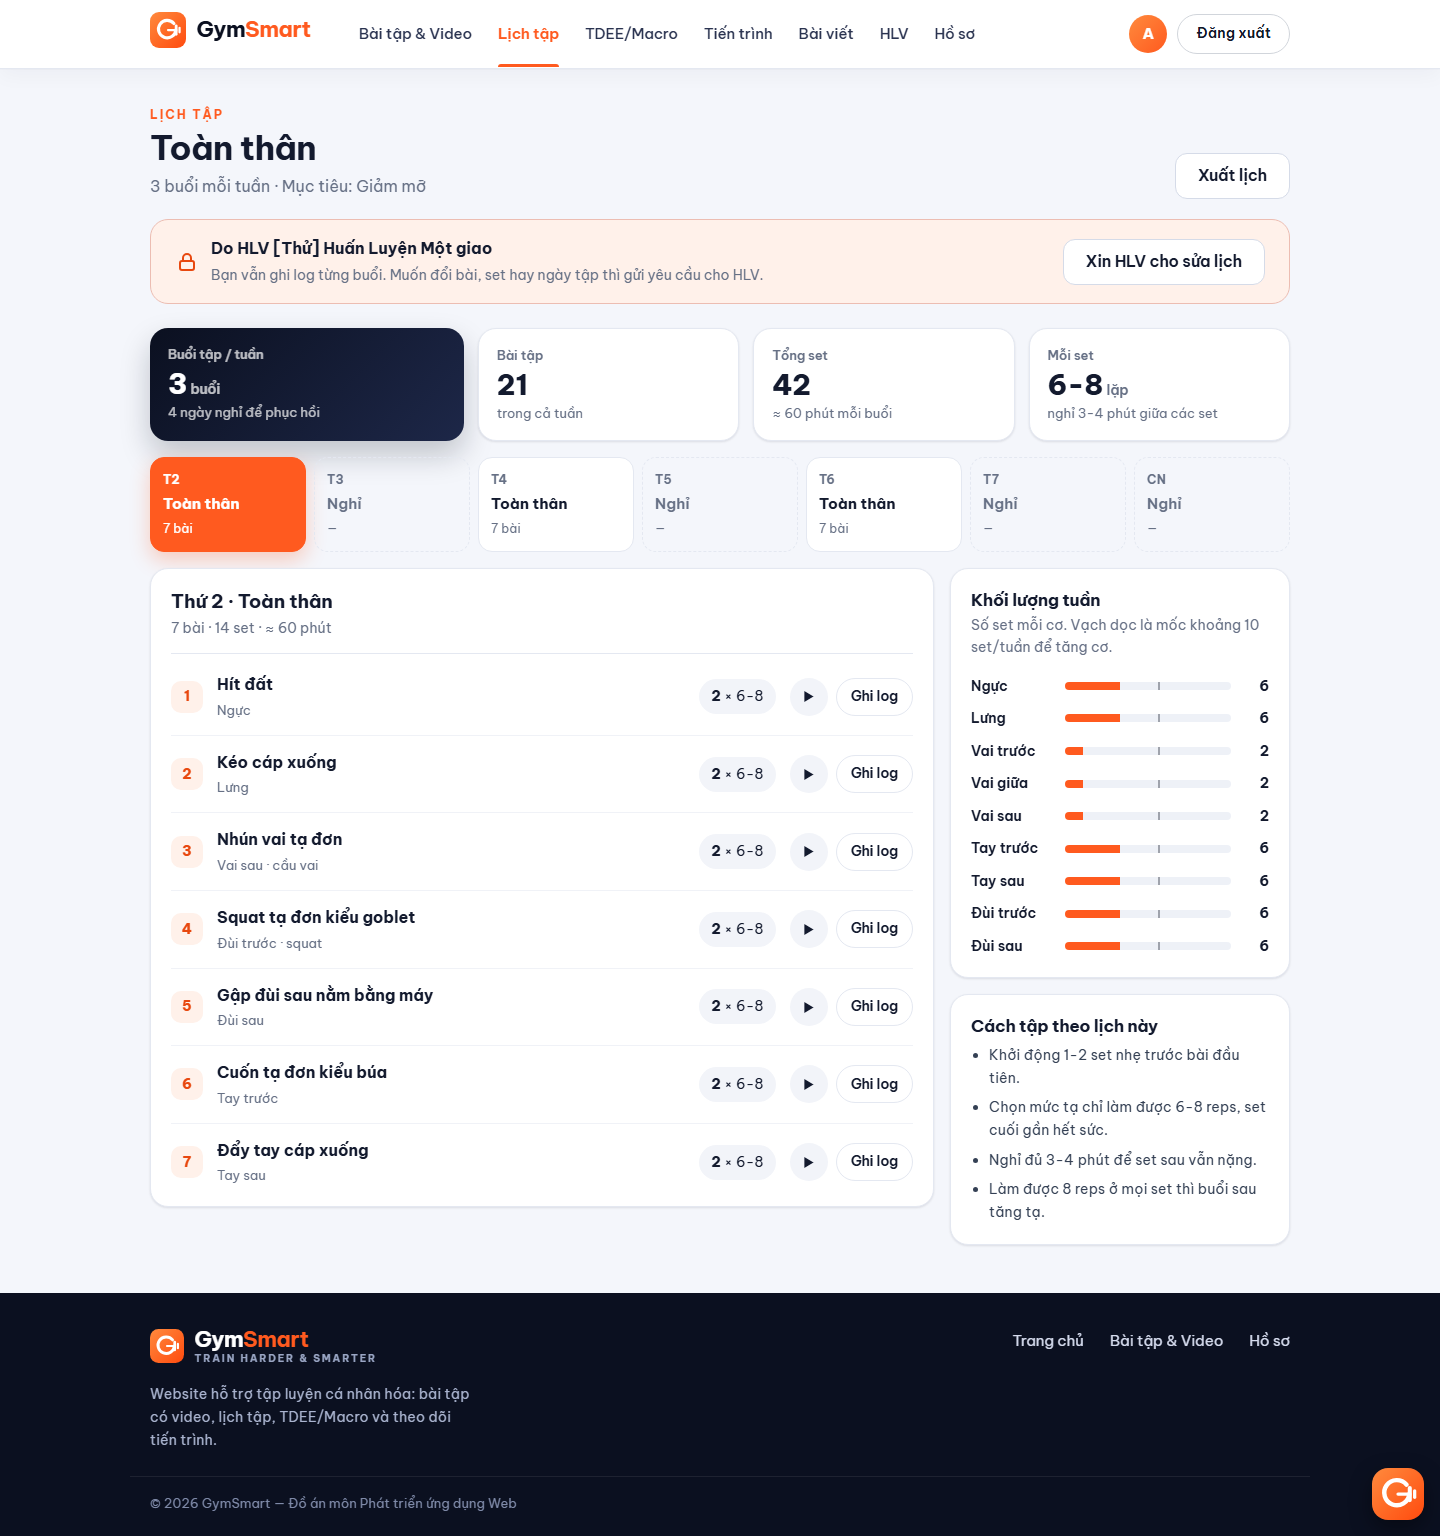 GymSmart
Bài tập & Video
Lịch tập
TDEE/Macro
Tiến trình
Bài viết
HLV
Hồ sơ
A
Đăng xuất
LỊCH TẬP
Toàn thân
3 buổi mỗi tuần · Mục tiêu: Giảm mỡ
Xuất lịch
Do HLV [Thử] Huấn Luyện Một giao
Bạn vẫn ghi log từng buổi. Muốn đổi bài, set hay ngày tập thì gửi yêu cầu cho HLV.
Xin HLV cho sửa lịch
Buổi tập / tuần
3 buổi
4 ngày nghỉ để phục hồi
Bài tập
21
trong cả tuần
Tổng set
42
≈ 60 phút mỗi buổi
Mỗi set
6-8 lặp
nghỉ 3-4 phút giữa các set
T2
Toàn thân
7 bài
T3
Nghỉ
—
T4
Toàn thân
7 bài
T5
Nghỉ
—
T6
Toàn thân
7 bài
T7
Nghỉ
—
CN
Nghỉ
—
Thứ 2 · Toàn thân
7 bài · 14 set · ≈ 60 phút
1
Hít đất
Ngực
2 × 6-8
Ghi log
2
Kéo cáp xuống
Lưng
2 × 6-8
Ghi log
3
Nhún vai tạ đơn
Vai sau · cầu vai
2 × 6-8
Ghi log
4
Squat tạ đơn kiểu goblet
Đùi trước · squat
2 × 6-8
Ghi log
5
Gập đùi sau nằm bằng máy
Đùi sau
2 × 6-8
Ghi log
6
Cuốn tạ đơn kiểu búa
Tay trước
2 × 6-8
Ghi log
7
Đẩy tay cáp xuống
Tay sau
2 × 6-8
Ghi log
Khối lượng tuần
Số set mỗi cơ. Vạch dọc là mốc khoảng 10
set/tuần để tăng cơ.
Ngực 6
Lưng 6
Vai trước 2
Vai giữa 2
Vai sau 2
Tay trước 6
Tay sau 6
Đùi trước 6
Đùi sau 6
Cách tập theo lịch này
• Khởi động 1-2 set nhẹ trước bài đầu
tiên.
• Chọn mức tạ chỉ làm được 6-8 reps, set
cuối gần hết sức.
• Nghỉ đủ 3-4 phút để set sau vẫn nặng.
• Làm được 8 reps ở mọi set thì buổi sau
tăng tạ.
GymSmart
TRAIN HARDER & SMARTER
Website hỗ trợ tập luyện cá nhân hóa: bài tập
có video, lịch tập, TDEE/Macro và theo dõi
tiến trình.
Trang chủ
Bài tập & Video
Hồ sơ
© 2026 GymSmart — Đồ án môn Phát triển ứng dụng Web